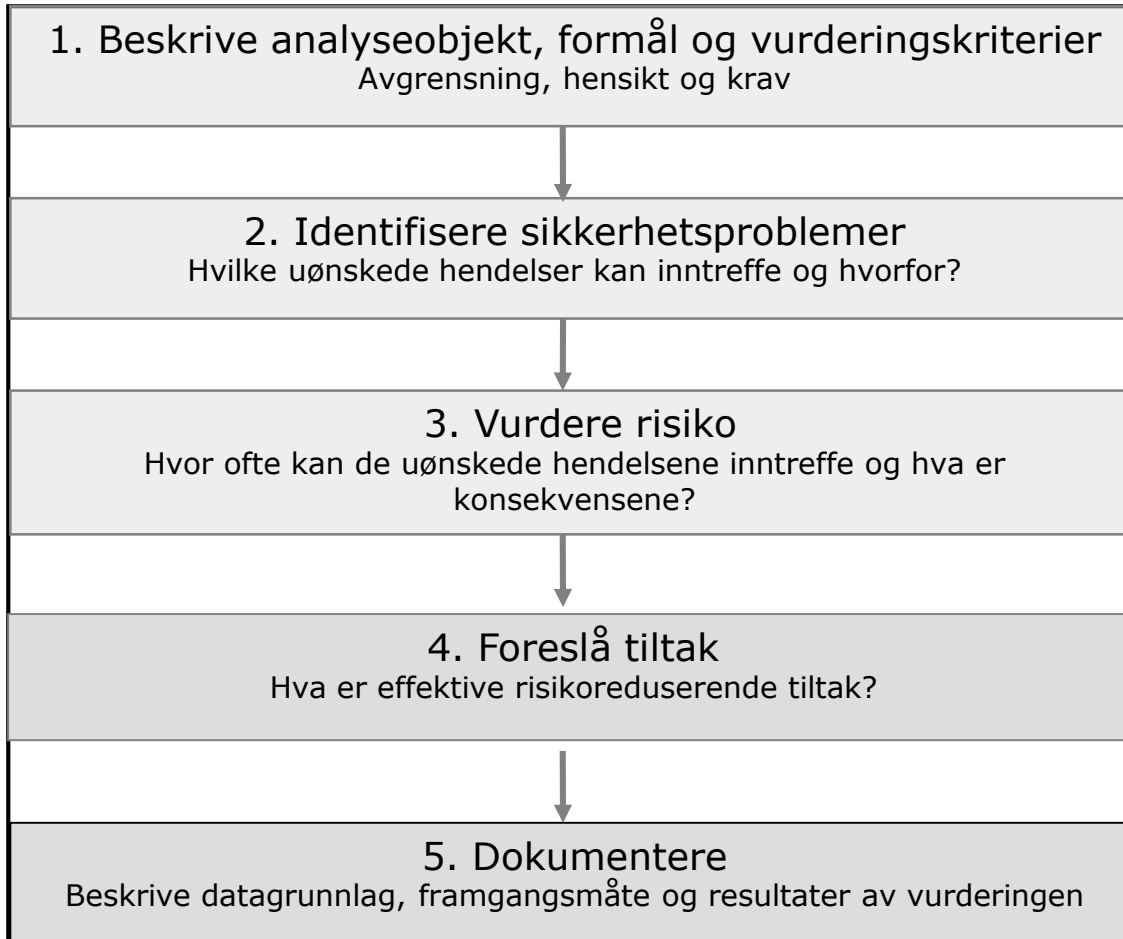 1. Beskrive analyseobjekt, formål og vurderingskriterier
Avgrensning, hensikt og krav
2. Identifisere sikkerhetsproblemer
Hvilke uønskede hendelser kan inntreffe og hvorfor?
3. Vurdere risiko
Hvor ofte kan de uønskede hendelsene inntreffe og hva er
konsekvensene?
4. Foreslå tiltak
Hva er effektive risikoreduserende tiltak?
5. Dokumentere
Beskrive datagrunnlag, framgangsmåte og resultater av vurderingen